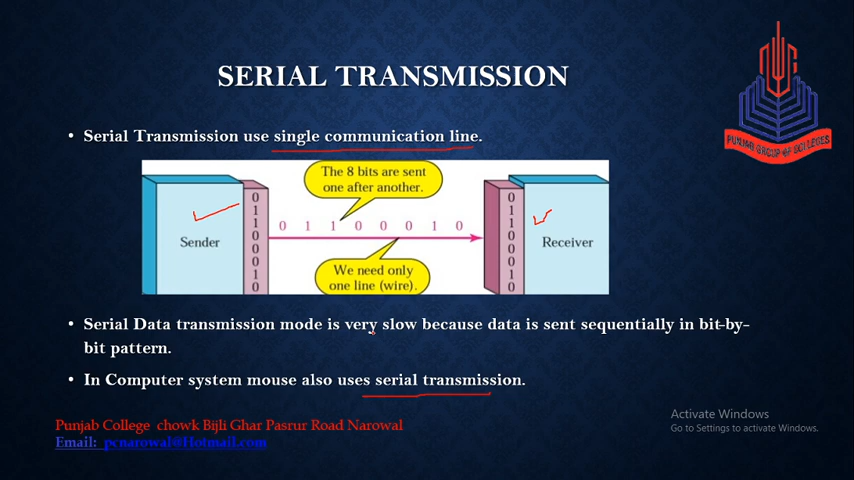 SERIAL TRANSMISSION
PUNJAB GROUP OF COLLEGES
• Serial Transmission use single communication line.
The 8 bits are sent
one after another.
0 1 1 0 0 0 1 0
Sender
0
1
1
0
0
0
1
0
0
1
1
0
0
0
1
0
Receiver
We need only
one line (wire).
• Serial Data transmission mode is very slow because data is sent sequentially in bit-by-
bit pattern.
• In Computer system mouse also uses serial transmission.
Activate Windows
Go to Settings to activate Windows.
Punjab College chowk Bijli Ghar Pasrur Road Narowal
Email: pcnarowal@Hotmail.com